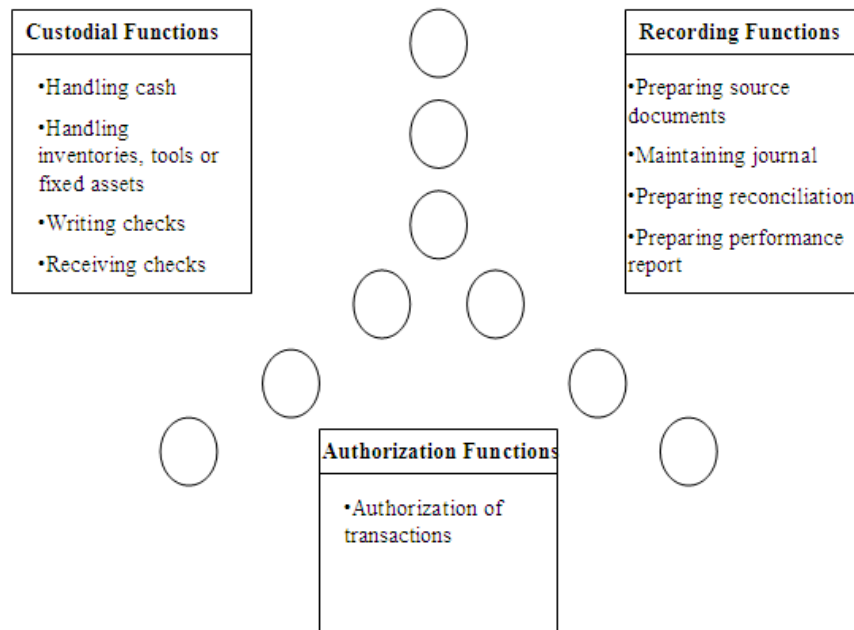 Custodial Functions
•Handling cash
•Handling
inventories, tools or
fixed assets
•Writing checks
•Receiving checks
Recording Functions
•Preparing source
documents
•Maintaining journal
•Preparing reconciliation
•Preparing performance
report
Authorization Functions
•Authorization of
transactions